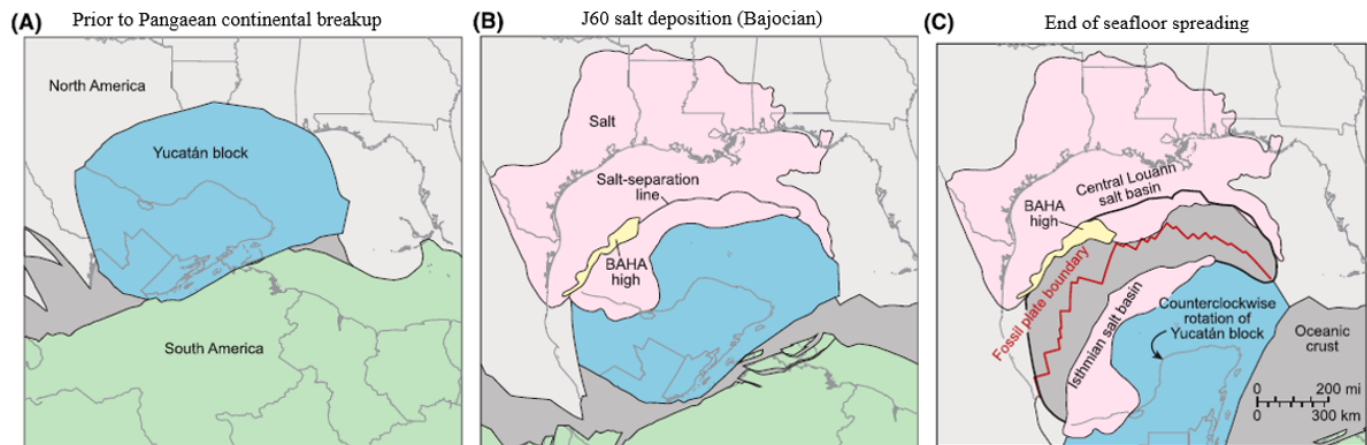 (A) Prior to Pangaean continental breakup
North America
Yucatán block
South America
(B) J60 salt deposition (Bajocian)
Salt
Salt-separation
line
BAHA
high
(C) End of seafloor spreading
Central Louann
salt basin
BAHA
high
Fossil plate boundary
Isthmian salt basin
Counterclockwise
rotation of
Yucatán block
Oceanic
crust
0 200 mi
0 300 km